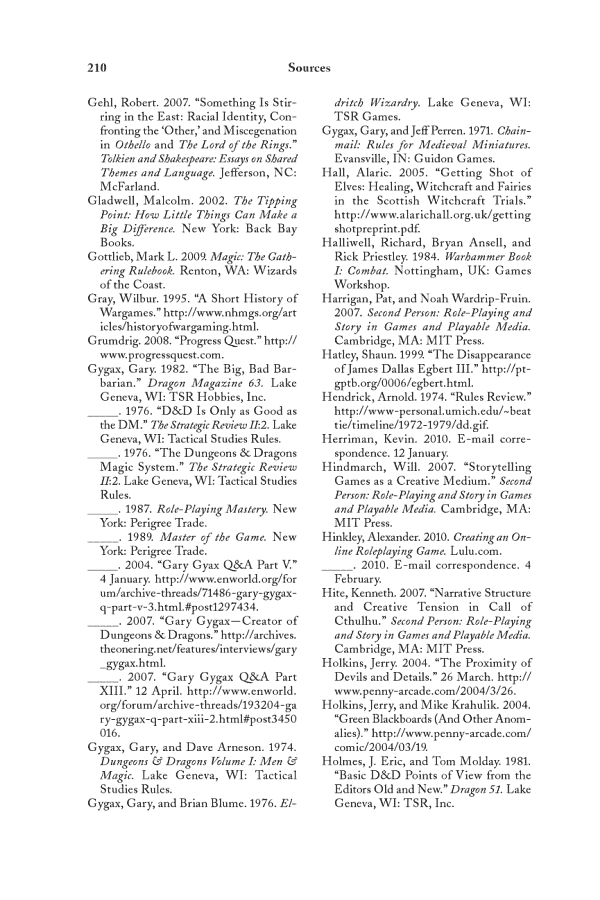 210
Sources
Gehl, Robert. 2007. “Something Is Stir-
ring in the East: Racial Identity, Con-
fronting the ‘Other,’ and Miscegenation
in Othello and The Lord of the Rings.”
Tolkien and Shakespeare: Essays on Shared
Themes and Language. Jefferson, NC:
McFarland.
Gladwell, Malcolm. 2002. The Tipping
Point: How Little Things Can Make a
Big Difference. New York: Back Bay
Books.
Gottlieb, Mark L. 2009. Magic: The Gath-
ering Rulebook. Renton, WA: Wizards
of the Coast.
Gray, Wilbur. 1995. “A Short History of
Wargames.” http://www.nhmgs.org/art
icles/historyofwargaming.html.
Grumdrig. 2008. “Progress Quest.” http://
www.progressquest.com.
Gygax, Gary. 1982. “The Big, Bad Bar-
barian.” Dragon Magazine 63. Lake
Geneva, WI: TSR Hobbies, Inc.
_____. 1976. “D&D Is Only as Good as
the DM.” The Strategic Review II:2. Lake
Geneva, WI: Tactical Studies Rules.
_____. 1976. “The Dungeons & Dragons
Magic System.” The Strategic Review
II:2. Lake Geneva, WI: Tactical Studies
Rules.
_____. 1987. Role-Playing Mastery. New
York: Perigree Trade.
_____. 1989. Master of the Game. New
York: Perigree Trade.
_____. 2004. “Gary Gyax Q&A Part V.”
4 January. http://www.enworld.org/for
um/archive-threads/71486-gary-gygax-
q-part-v-3.html.#post1297434.
_____. 2007. “Gary Gygax—Creator of
Dungeons & Dragons.” http://archives.
theonering.net/features/interviews/gary
_gygax.html.
_____. 2007. “Gary Gygax Q&A Part
XIII.” 12 April. http://www.enworld.
org/forum/archive-threads/193204-ga
ry-gygax-q-part-xiii-2.html#post3450
016.
Gygax, Gary, and Dave Arneson. 1974.
Dungeons & Dragons Volume I: Men &
Magic. Lake Geneva, WI: Tactical
Studies Rules.
Gygax, Gary, and Brian Blume. 1976. El-
dritch Wizardry. Lake Geneva, WI:
TSR Games.
Gygax, Gary, and Jeff Perren. 1971. Chain-
mail: Rules for Medieval Miniatures.
Evansville, IN: Guidon Games.
Hall, Alaric. 2005. “Getting Shot of
Elves: Healing, Witchcraft and Fairies
in the Scottish Witchcraft Trials.”
http://www.alarichall.org.uk/getting
shotpreprint.pdf.
Halliwell, Richard, Bryan Ansell, and
Rick Priestley. 1984. Warhammer Book
I: Combat. Nottingham, UK: Games
Workshop.
Harrigan, Pat, and Noah Wardrip-Fruin.
2007. Second Person: Role-Playing and
Story in Games and Playable Media.
Cambridge, MA: MIT Press.
Hatley, Shaun. 1999. “The Disappearance
of James Dallas Egbert III.” http://pt-
gptb.org/0006/egbert.html.
Hendrick, Arnold. 1974. “Rules Review.”
http://www-personal.umich.edu/~beat
tie/timeline/1972-1979/dd.gif.
Herriman, Kevin. 2010. E-mail corre-
spondence. 12 January.
Hindmarch, Will. 2007. “Storytelling
Games as a Creative Medium.” Second
Person: Role-Playing and Story in Games
and Playable Media. Cambridge, MA:
MIT Press.
Hinkley, Alexander. 2010. Creating an On-
line Roleplaying Game. Lulu.com.
_____. 2010. E-mail correspondence. 4
February.
Hite, Kenneth. 2007. “Narrative Structure
and Creative Tension in Call of
Cthulhu.” Second Person: Role-Playing
and Story in Games and Playable Media.
Cambridge, MA: MIT Press.
Holkins, Jerry. 2004. “The Proximity of
Devils and Details.” 26 March. http://
www.penny-arcade.com/2004/3/26.
Holkins, Jerry, and Mike Krahulik. 2004.
“Green Blackboards (And Other Anom-
alies).” http://www.penny-arcade.com/
comic/2004/03/19.
Holmes, J. Eric, and Tom Molday. 1981.
“Basic D&D Points of View from the
Editors Old and New.” Dragon 51. Lake
Geneva, WI: TSR, Inc.